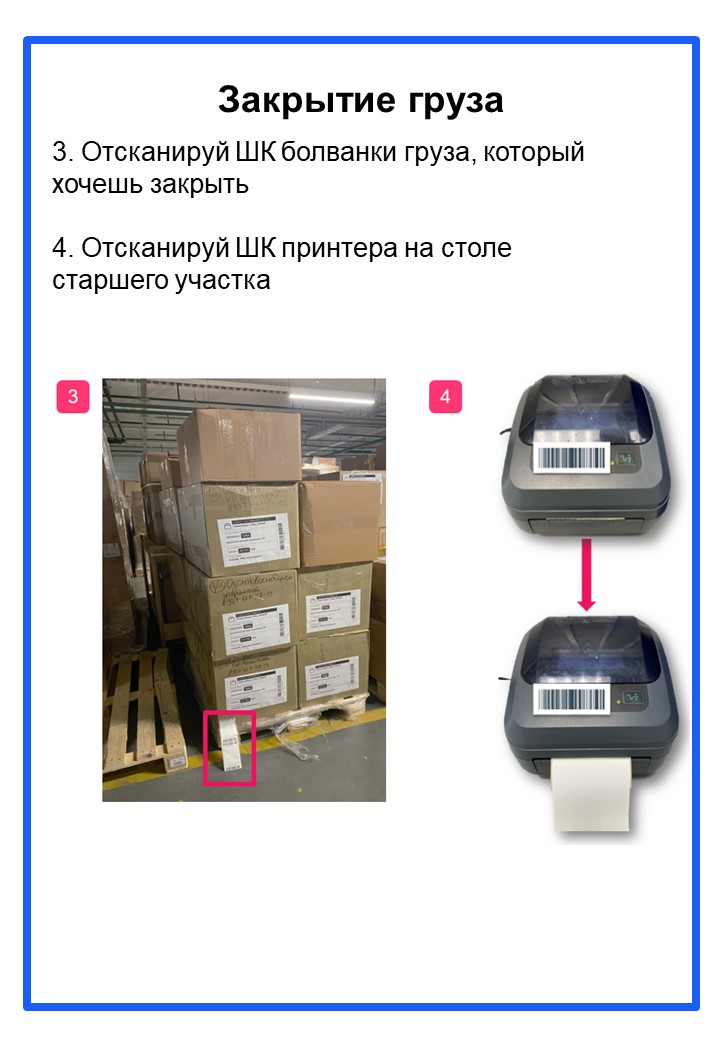 Закрытие груза
3. Отсканируй ШК болванки груза, который
хочешь закрыть
4. Отсканируй ШК принтера на столе
старшего участка
3
4